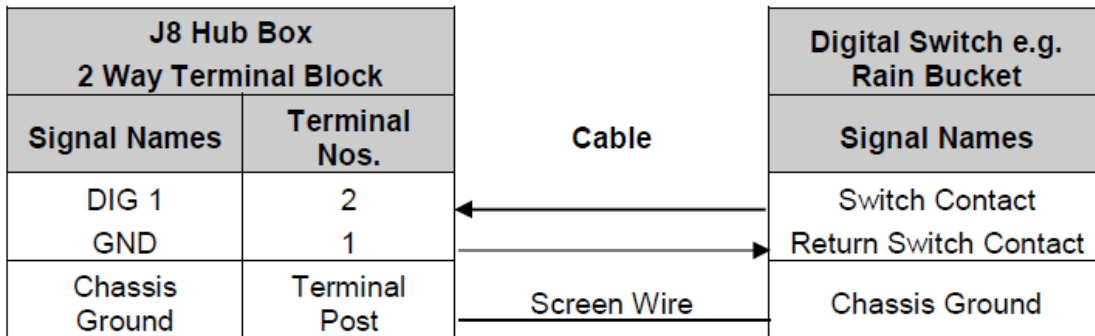 J8 Hub Box
2 Way Terminal Block
Digital Switch e.g.
Rain Bucket
Signal Names
Terminal
Nos.
Cable
Signal Names
DIG 1
2
Switch Contact
GND
1
Return Switch Contact
Chassis
Ground
Terminal
Post
Screen Wire
Chassis Ground